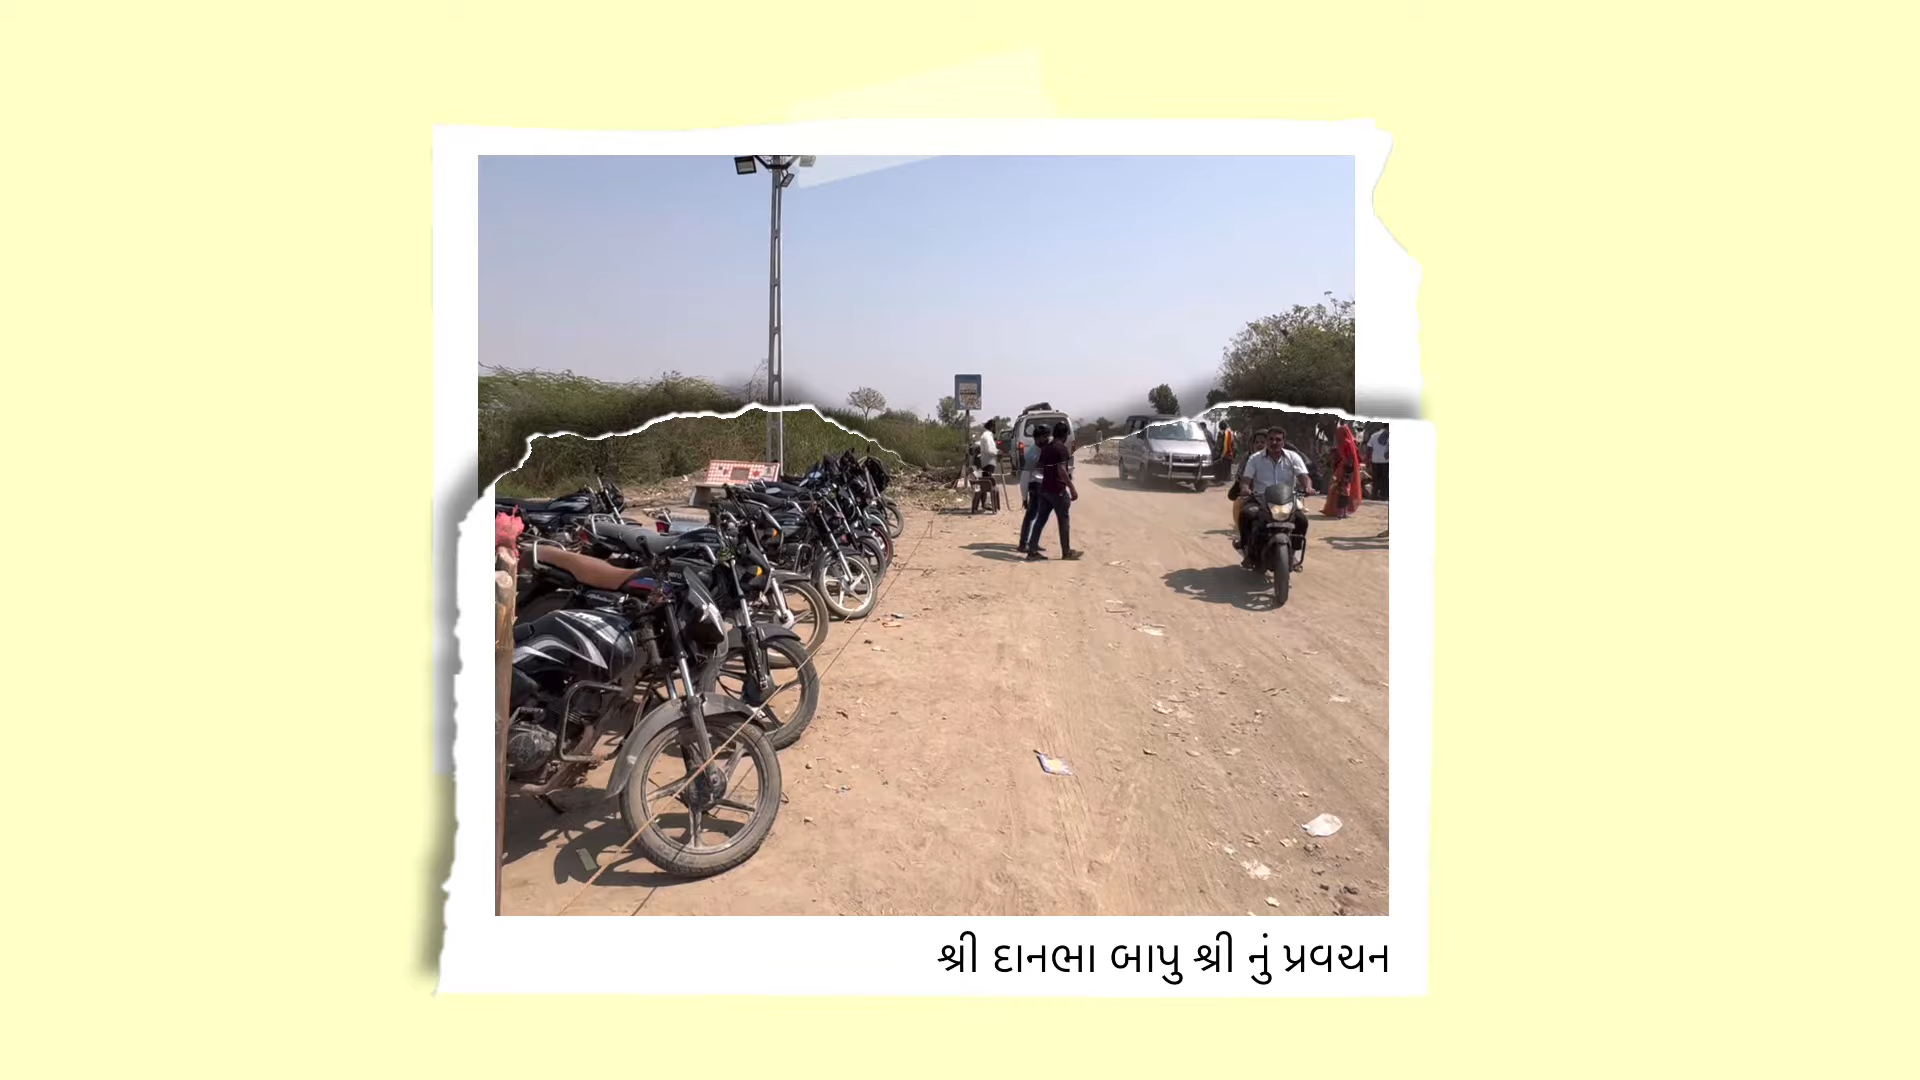 શ્રી દાનભા બાપુ શ્રી નું પ્રવચન